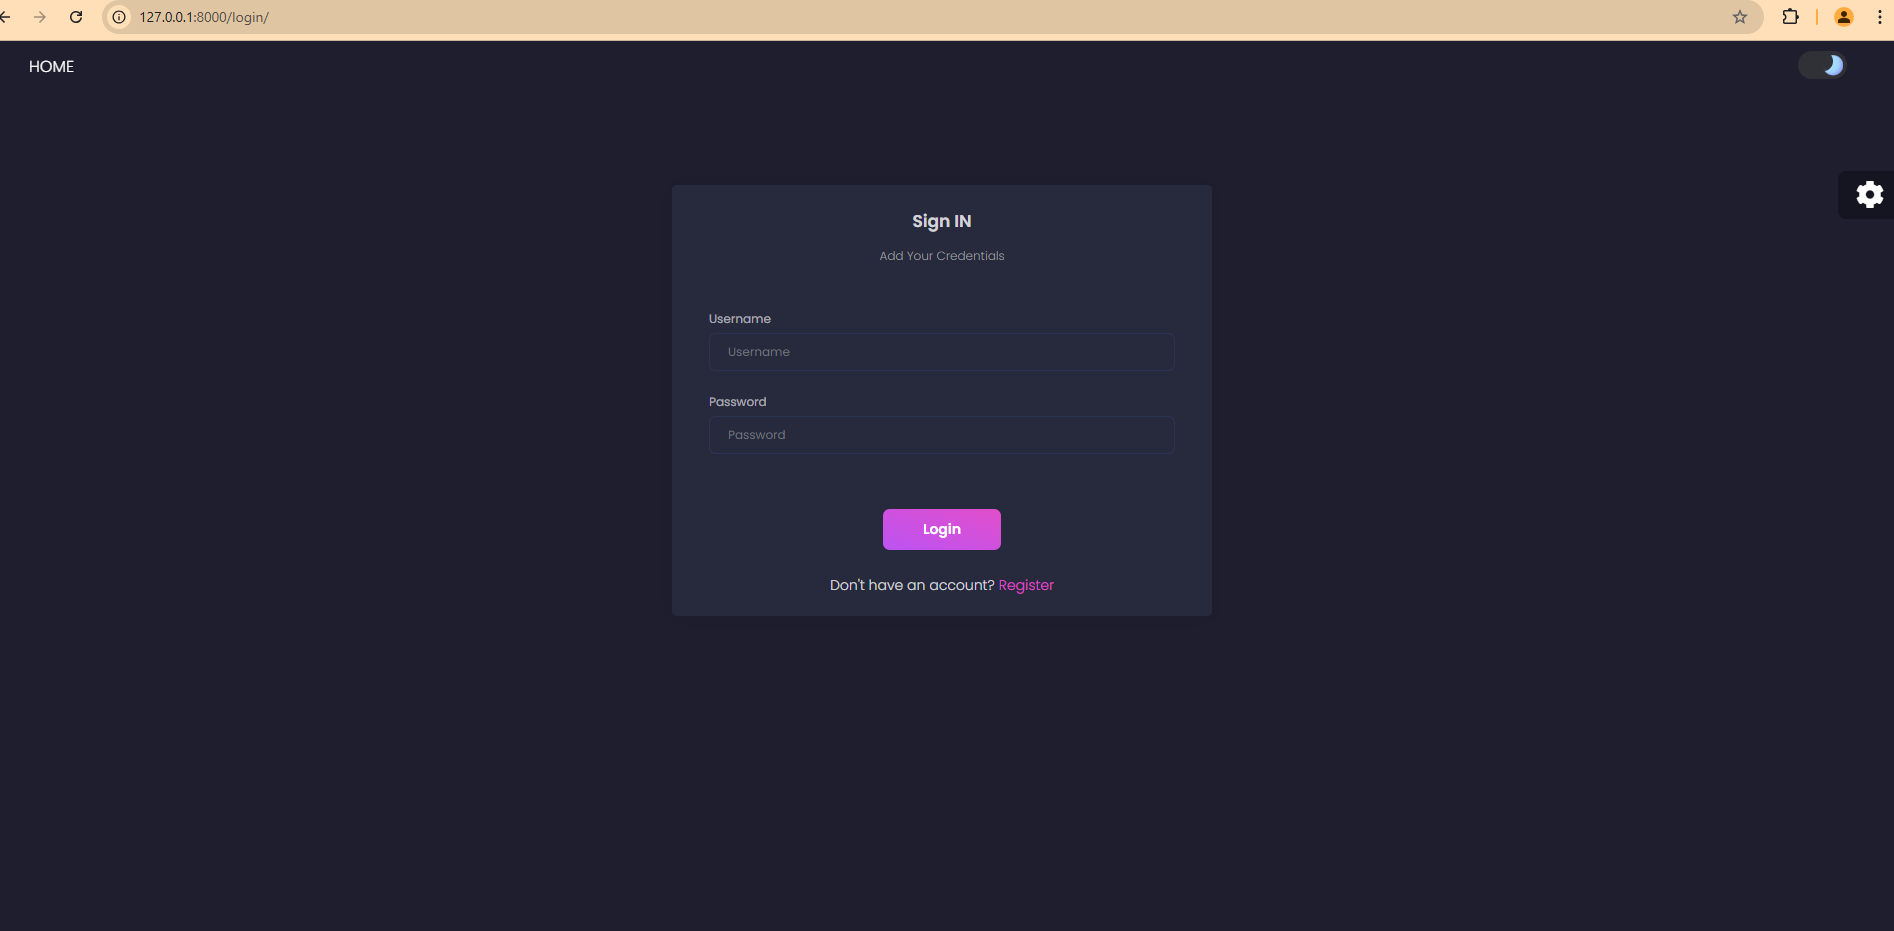 127.0.0.1:8000/login/
HOME
Sign IN
Add Your Credentials
Username
Username
Password
Password
Login
Don't have an account? Register